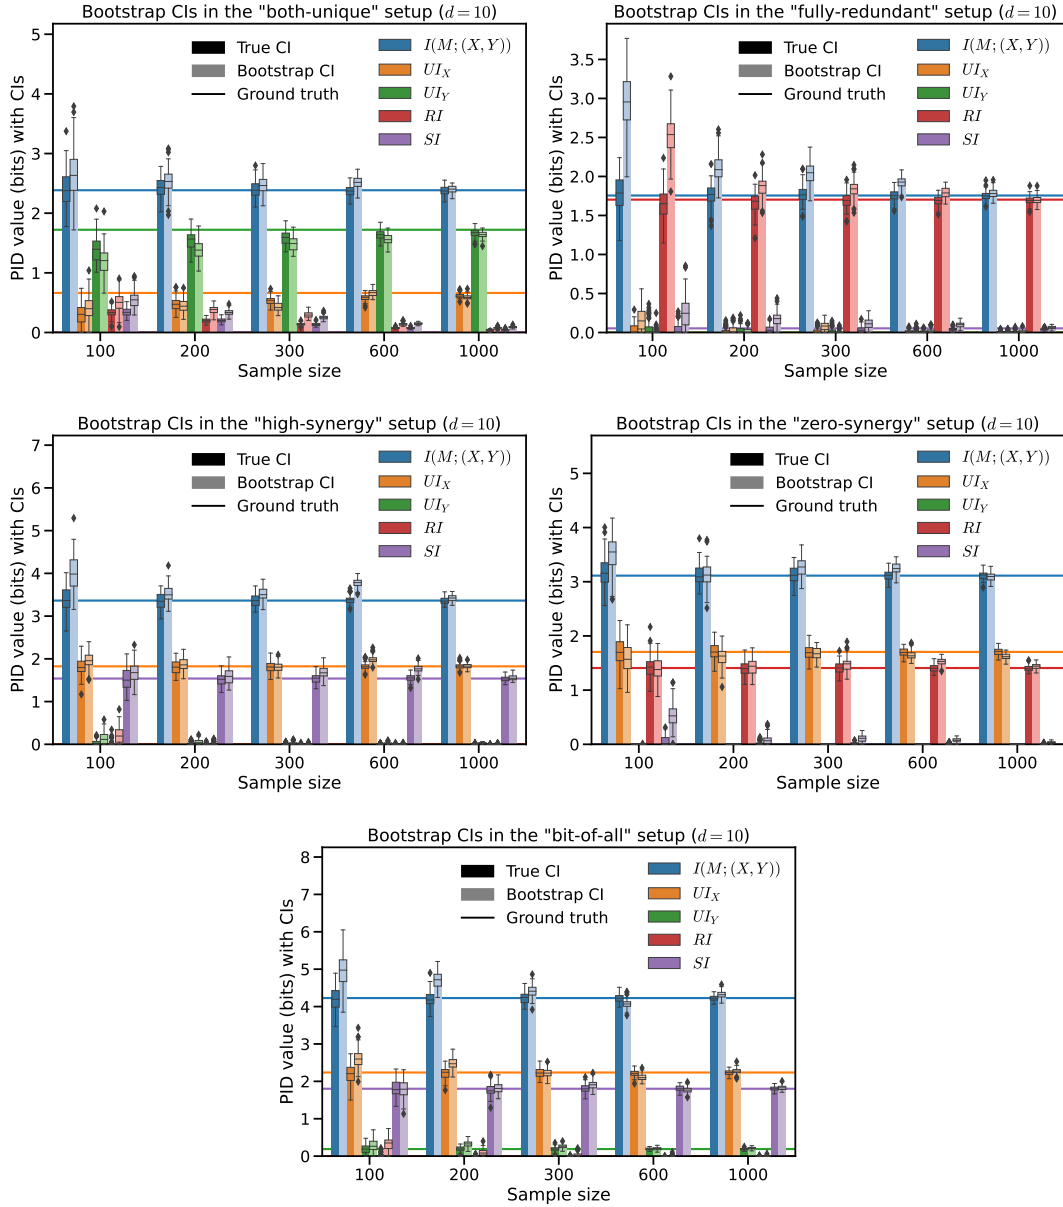 Bootstrap CIs in the "both-unique" setup (d = 10)
PID value (bits) with CIs
5
4
3
2
1
0
True CI
Bootstrap CI
Ground truth
I(M; (X, Y))
UI_X
UI_Y
RI
SI
100 200 300 600 1000
Sample size
Bootstrap CIs in the "fully-redundant" setup (d = 10)
PID value (bits) with CIs
3.5
3.0
2.5
2.0
1.5
1.0
0.5
0.0
True CI
Bootstrap CI
Ground truth
I(M; (X, Y))
UI_X
UI_Y
RI
SI
100 200 300 600 1000
Sample size
Bootstrap CIs in the "high-synergy" setup (d = 10)
PID value (bits) with CIs
7
6
5
4
3
2
1
0
True CI
Bootstrap CI
Ground truth
I(M; (X, Y))
UI_X
UI_Y
RI
SI
100 200 300 600 1000
Sample size
Bootstrap CIs in the "zero-synergy" setup (d = 10)
PID value (bits) with CIs
5
4
3
2
1
0
True CI
Bootstrap CI
Ground truth
I(M; (X, Y))
UI_X
UI_Y
RI
SI
100 200 300 600 1000
Sample size
Bootstrap CIs in the "bit-of-all" setup (d = 10)
PID value (bits) with CIs
8
7
6
5
4
3
2
1
0
True CI
Bootstrap CI
Ground truth
I(M; (X, Y))
UI_X
UI_Y
RI
SI
100 200 300 600 1000
Sample size